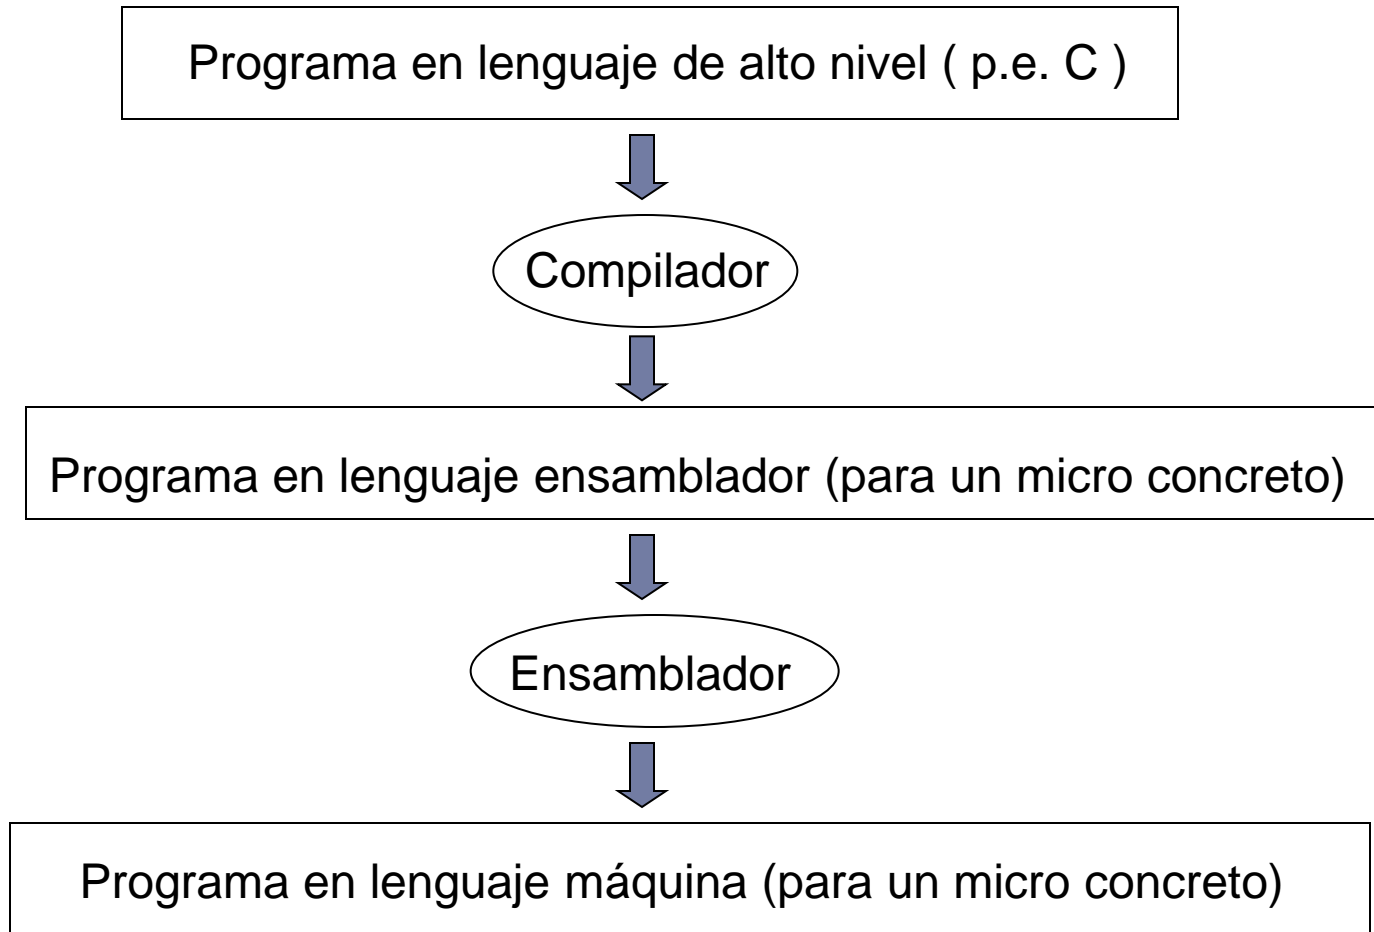 Programa en lenguaje de alto nivel ( p.e. C )
Compilador
Programa en lenguaje ensamblador (para un micro concreto)
Ensamblador
Programa en lenguaje máquina (para un micro concreto)